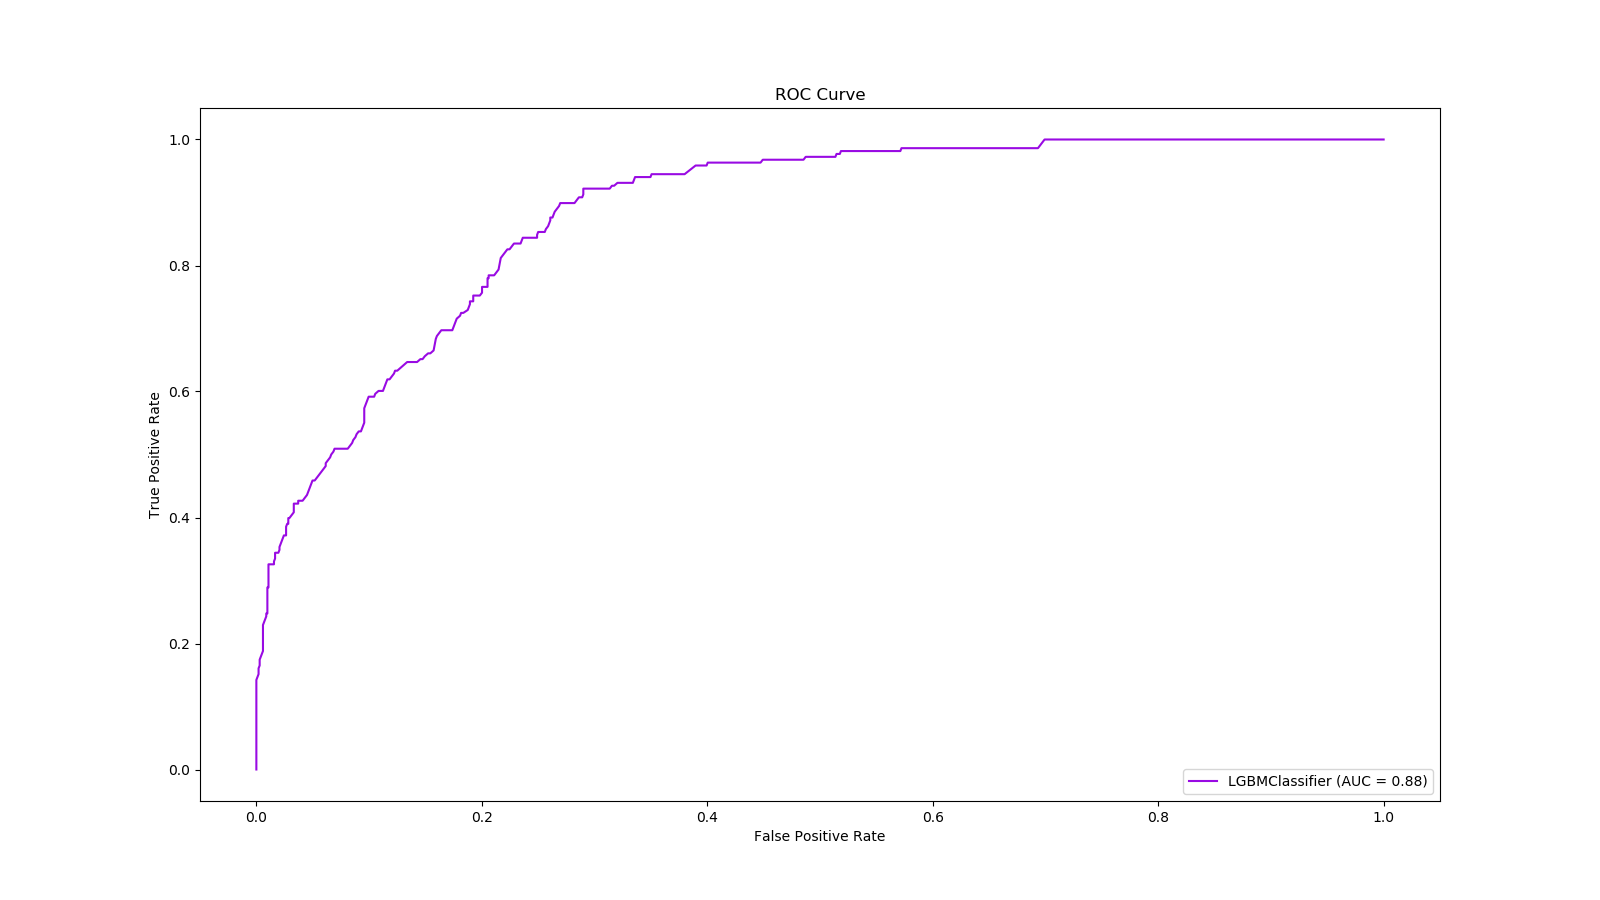 ROC Curve
1.0
0.8
0.6
0.4
0.2
0.0
True Positive Rate
LGBMClassifier (AUC = 0.88)
0.0 0.2 0.4 0.6 0.8 1.0
False Positive Rate